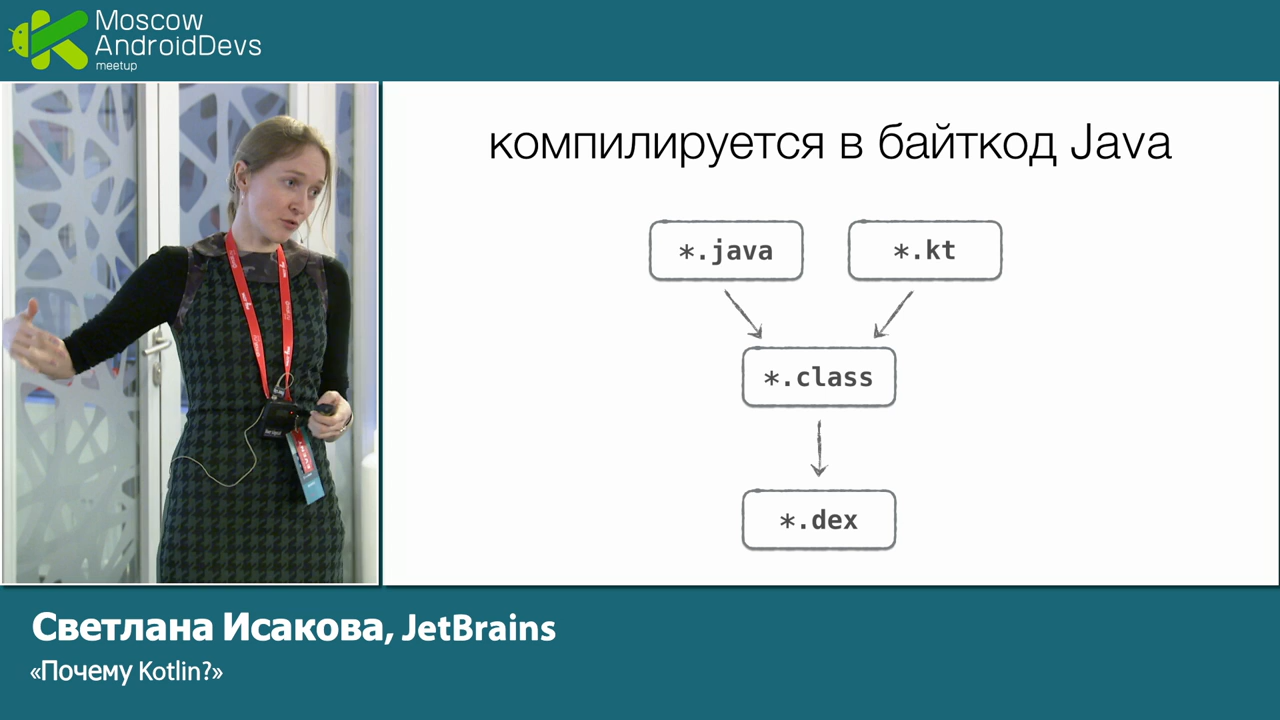 Moscow
AndroidDevs
meetup
компилируется в байткод Java
*.java
*.kt
*.class
*.dex
Светлана Исакова, JetBrains
«Почему Kotlin?»